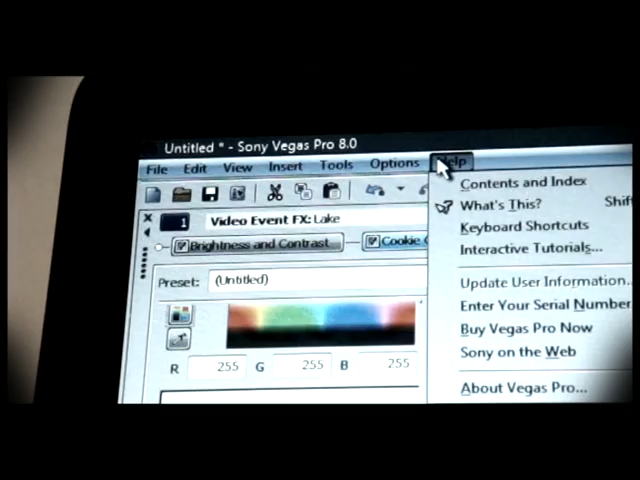 Untitled * - Sony Vegas Pro 8.0
File Edit View Insert Tools Options Help
Contents and Index
What's This? Shif
Keyboard Shortcuts
Interactive Tutorials...
Update User Information.
Enter Your Serial Number
Buy Vegas Pro Now
Sony on the Web
About Vegas Pro...
1 Video Event FX: Lake
Brightness and Contrast Cookie
Preset: (Untitled)
R 255 G 255 B 255